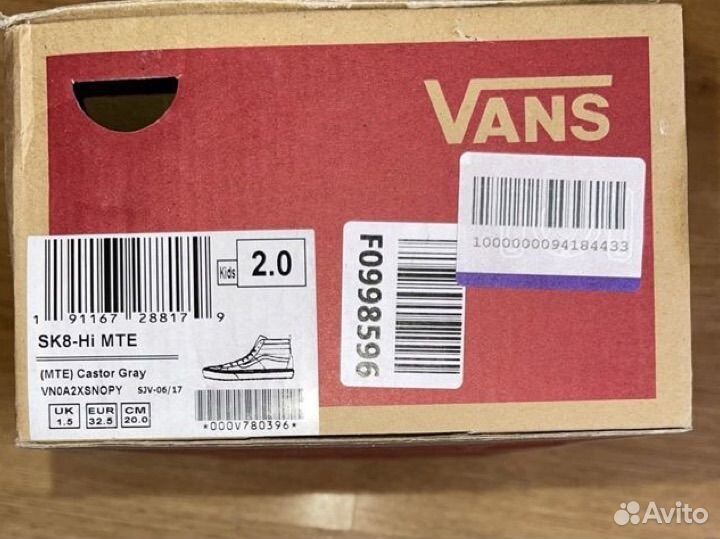 VANS
1000000094184433
F0998596
Kids 2.0
1 91167 28817 9
SK8-Hi MTE
(MTE) Castor Gray
VN0A2XSNOPY SJV-06/17
UK EUR CM
1.5 32.5 20.0
*000V780396*
Avito